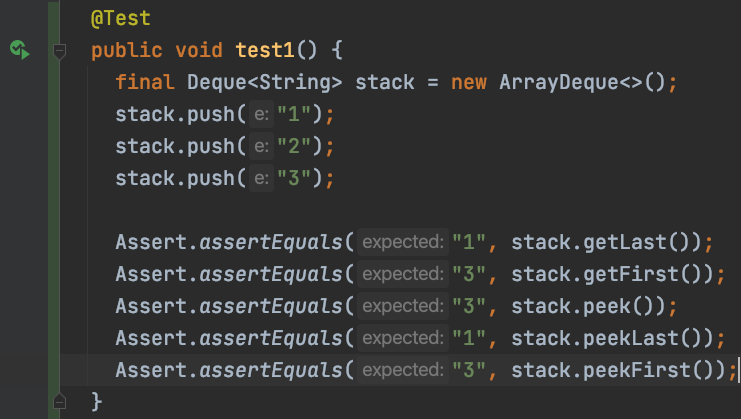 @Test
public void test1() {
final Deque<String> stack = new ArrayDeque<>();
stack.push( e: "1");
stack.push( e: "2");
stack.push( e: "3");
Assert.assertEquals( expected: "1", stack.getLast());
Assert.assertEquals( expected: "3", stack.getFirst());
Assert.assertEquals( expected: "3", stack.peek());
Assert.assertEquals( expected: "1", stack.peekLast());
Assert.assertEquals( expected: "3", stack.peekFirst());
}